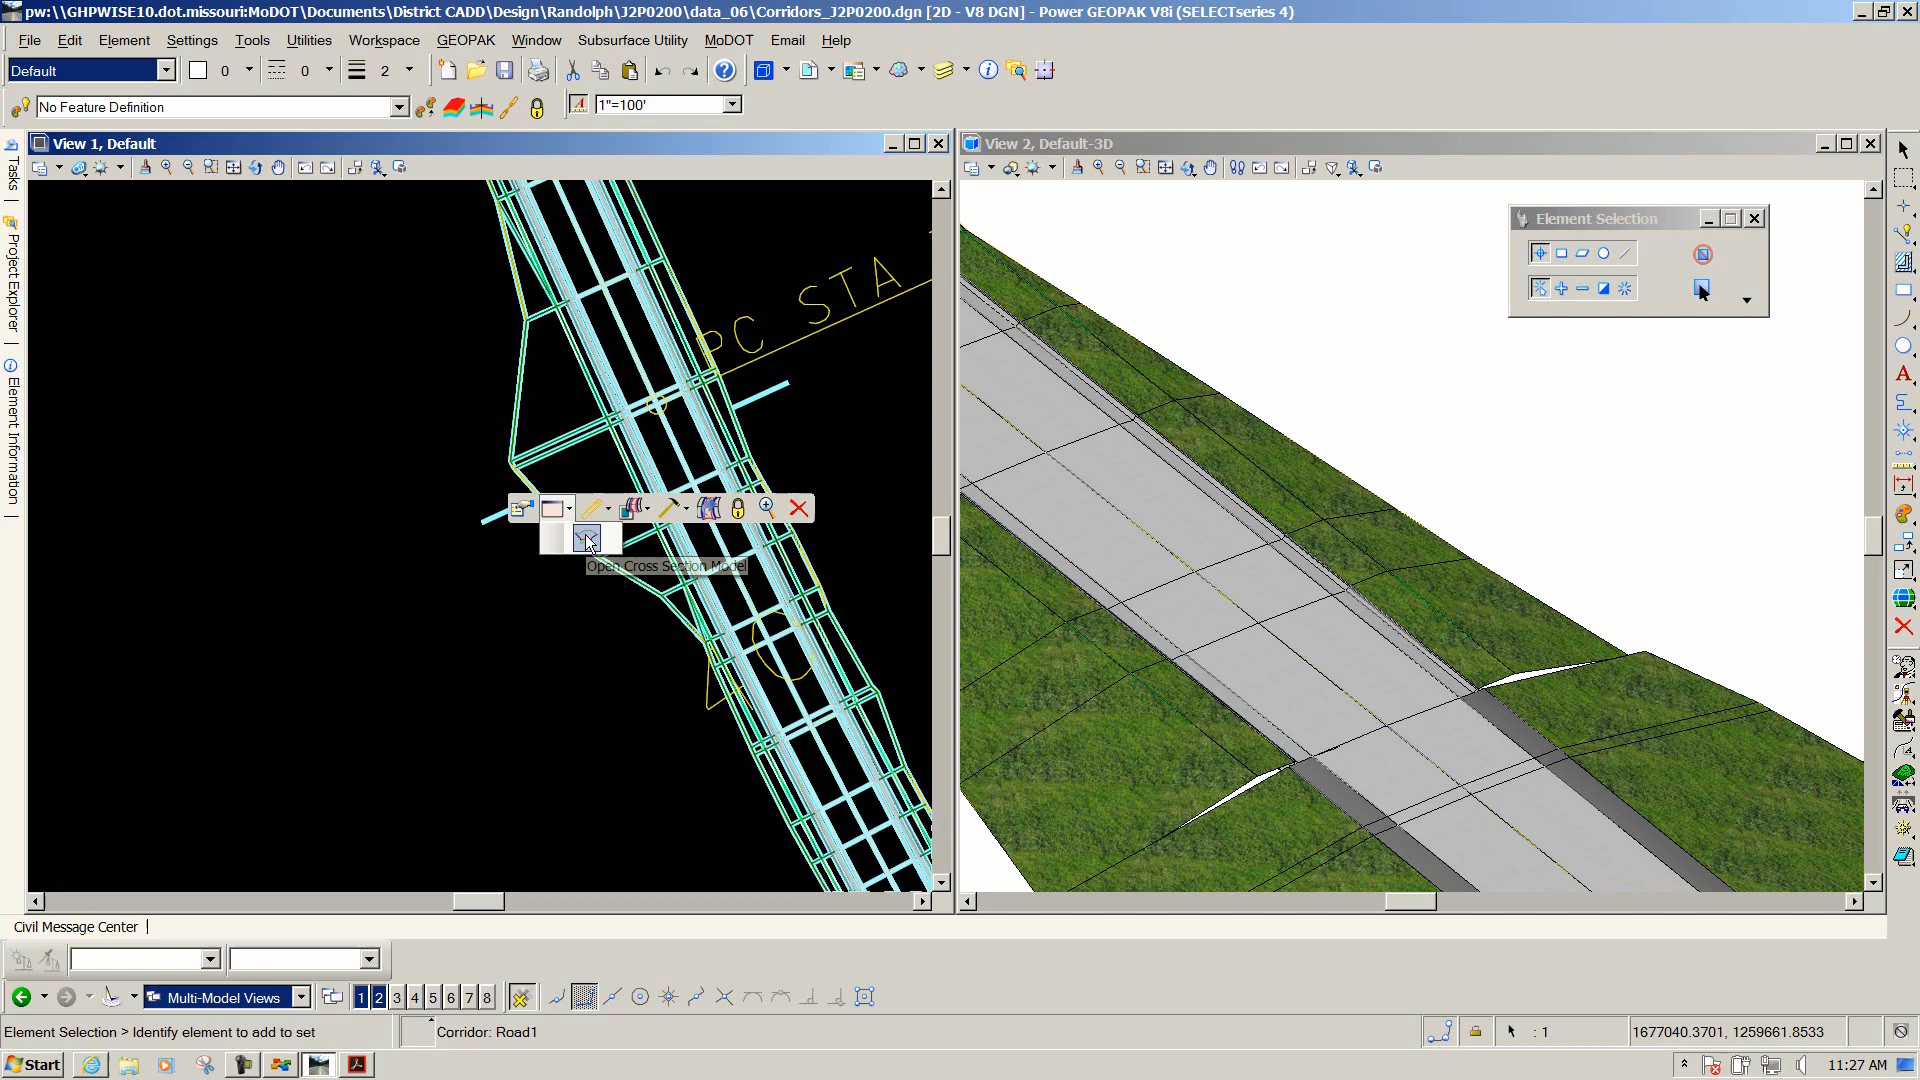 pw:\\GHPWISE10.dot.missouri:MoDOT\Documents\District CADD\Design\Randolph\J2P0200\data_06\Corridors_J2P0200.dgn [2D - V8 DGN] - Power GEOPAK V8i (SELECTseries 4)
File Edit Element Settings Tools Utilities Workspace GEOPAK Window Subsurface Utility MoDOT Email Help
Default 0 0 2
No Feature Definition 1"=100'
View 1, Default
View 2, Default-3D
Tasks
Project Explorer
Element Information
PC STA
Element Selection
Open Cross Section Model
Civil Message Center
Multi-Model Views 1 2 3 4 5 6 7 8
Element Selection > Identify element to add to set Corridor: Road1 : 1 1677040.3701, 1259661.8533
Start 11:27 AM